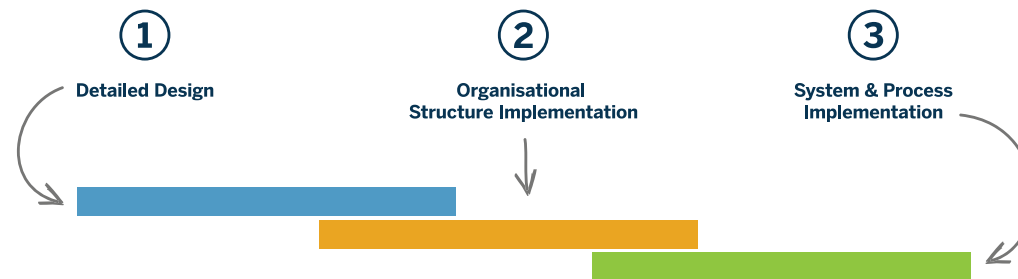 1
Detailed Design
2
Organisational
Structure Implementation
3
System & Process
Implementation